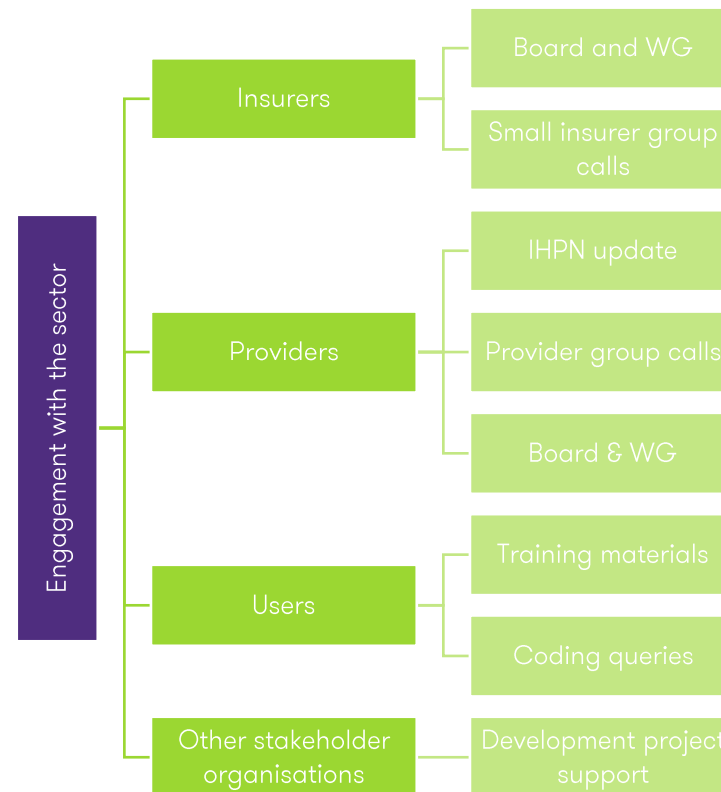 Engagement with the sector
Insurers
Board and WG
Small insurer group
calls
Providers
IHPN update
Provider group calls
Board & WG
Users
Training materials
Coding queries
Other stakeholder
organisations
Development project
support